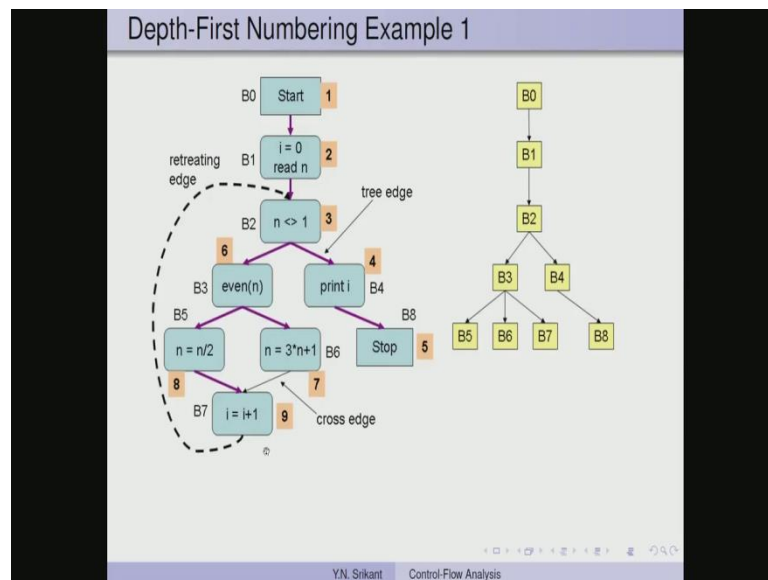 Depth-First Numbering Example 1
B0
Start
1
B0
B1
i = 0
read n
2
B1
retreating
edge
tree edge
B2
n <> 1
3
B2
6
4
B3
even(n)
print i
B4
B3
B4
B5
B8
n = n/2
n = 3*n+1
B6
Stop
5
B5
B6
B7
B8
8
7
B7
i = i+1
9
cross edge
Y.N. Srikant
Control-Flow Analysis